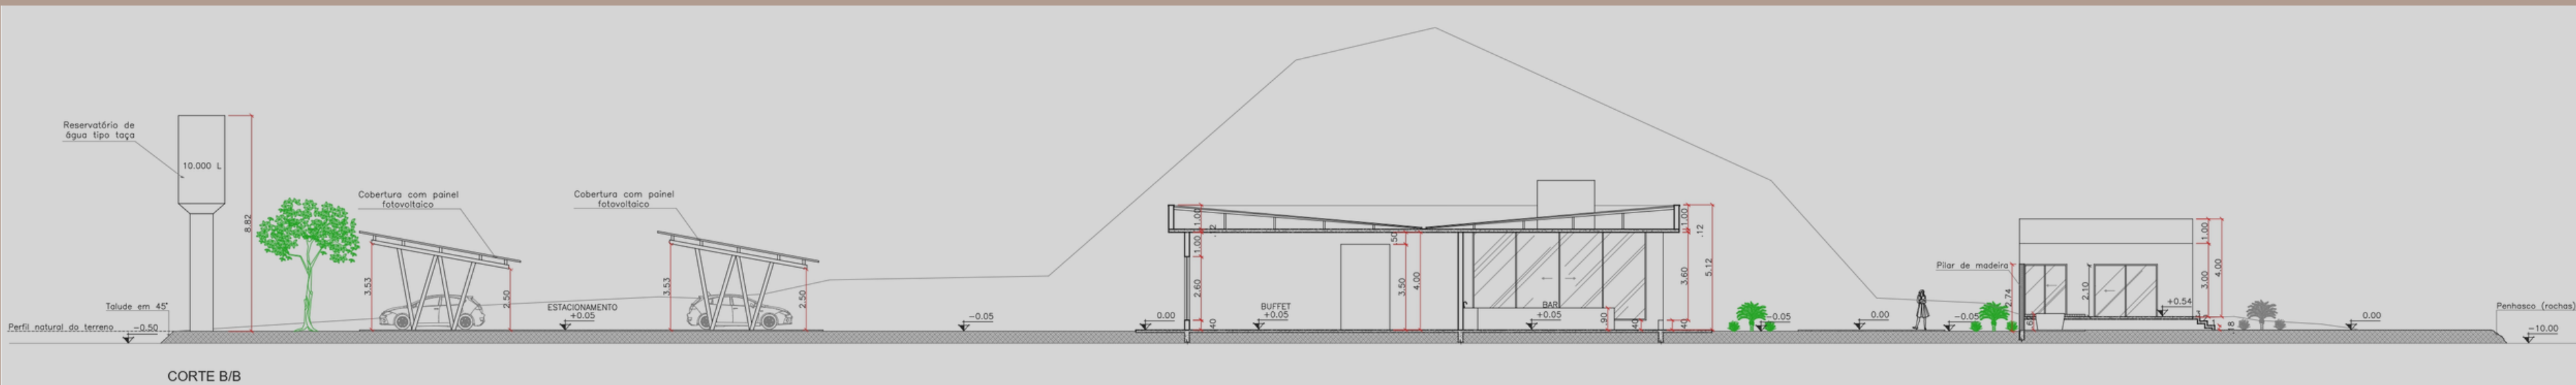 Reservatório de
água tipo taça
10.000 L
8.82
Talude em 45°
Perfil natural do terreno
-0.50
Cobertura com painel
fotovoltaico
3.53
2.50
Cobertura com painel
fotovoltaico
ESTACIONAMENTO
+0.05
3.53
2.50
-0.05
0.00
1.00
.12
1.00
2.60
.40
BUFFET
+0.05
.50
3.50
4.00
BAR
+0.05
.90
.40
1.00
.12
3.60
5.12
.40
-0.05
0.00
-0.05
Pilar de madeira
2.74
2.10
+0.54
1.00
3.00
4.00
.18
0.00
Penhasco (rochas)
-10.00
CORTE B/B